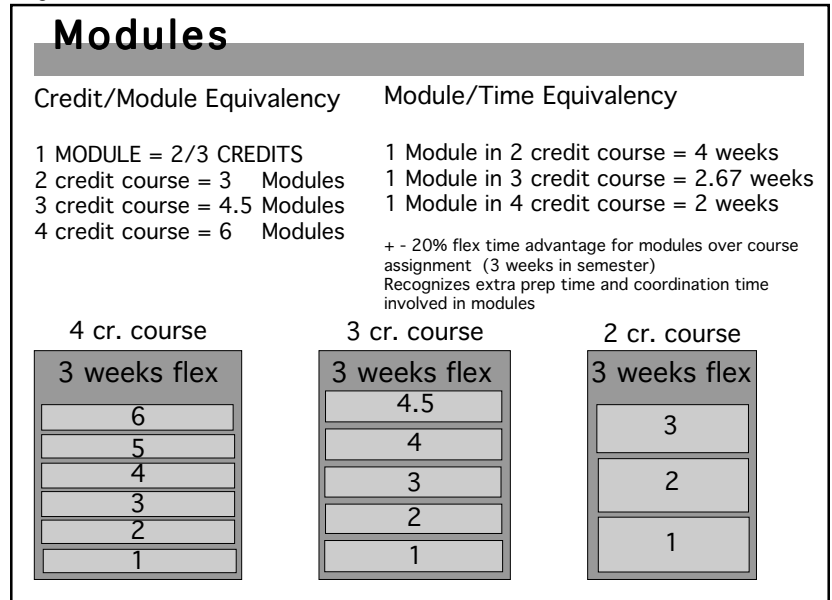 Modules
Credit/Module Equivalency
1 MODULE = 2/3 CREDITS
2 credit course = 3 Modules
3 credit course = 4.5 Modules
4 credit course = 6 Modules
Module/Time Equivalency
1 Module in 2 credit course = 4 weeks
1 Module in 3 credit course = 2.67 weeks
1 Module in 4 credit course = 2 weeks
+ - 20% flex time advantage for modules over course
assignment (3 weeks in semester)
Recognizes extra prep time and coordination time
involved in modules
4 cr. course
3 weeks flex
6
5
4
3
2
1
3 cr. course
3 weeks flex
4.5
4
3
2
1
2 cr. course
3 weeks flex
3
2
1